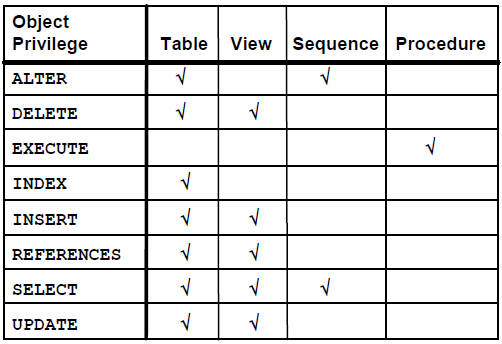 Object
Privilege Table View Sequence Procedure
ALTER √ √
DELETE √ √
EXECUTE √
INDEX √
INSERT √ √
REFERENCES √ √
SELECT √ √ √
UPDATE √ √